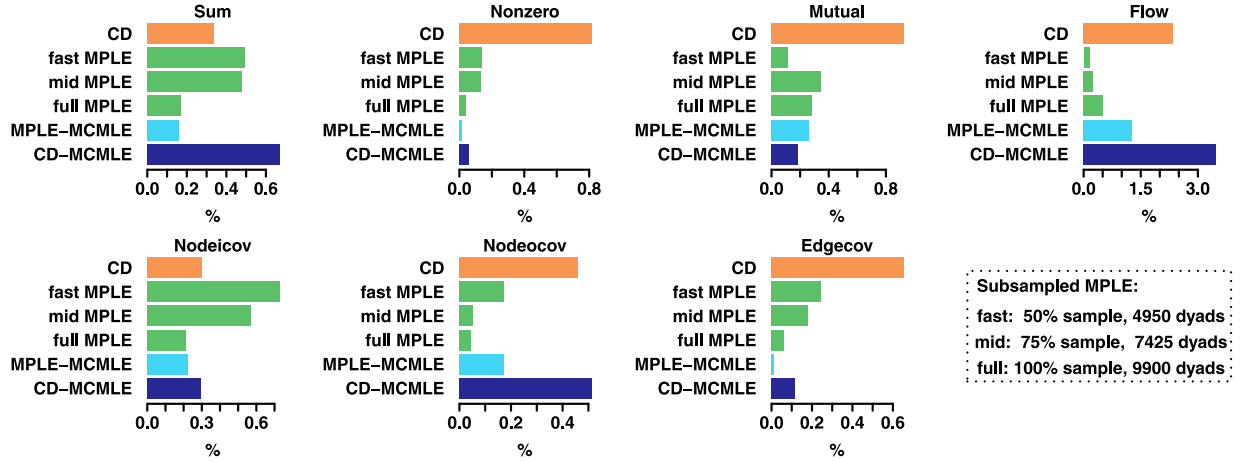 Sum
CD
fast MPLE
mid MPLE
full MPLE
MPLE−MCMLE
CD−MCMLE
0.0 0.2 0.4 0.6
%
Nonzero
CD
fast MPLE
mid MPLE
full MPLE
MPLE−MCMLE
CD−MCMLE
0.0 0.4 0.8
%
Mutual
CD
fast MPLE
mid MPLE
full MPLE
MPLE−MCMLE
CD−MCMLE
0.0 0.4 0.8
%
Flow
CD
fast MPLE
mid MPLE
full MPLE
MPLE−MCMLE
CD−MCMLE
0.0 1.5 3.0
%
Nodeicov
CD
fast MPLE
mid MPLE
full MPLE
MPLE−MCMLE
CD−MCMLE
0.0 0.3 0.6
%
Nodeocov
CD
fast MPLE
mid MPLE
full MPLE
MPLE−MCMLE
CD−MCMLE
0.0 0.2 0.4
%
Edgecov
CD
fast MPLE
mid MPLE
full MPLE
MPLE−MCMLE
CD−MCMLE
0.0 0.2 0.4 0.6
%
Subsampled MPLE:
fast: 50% sample, 4950 dyads
mid: 75% sample, 7425 dyads
full: 100% sample, 9900 dyads